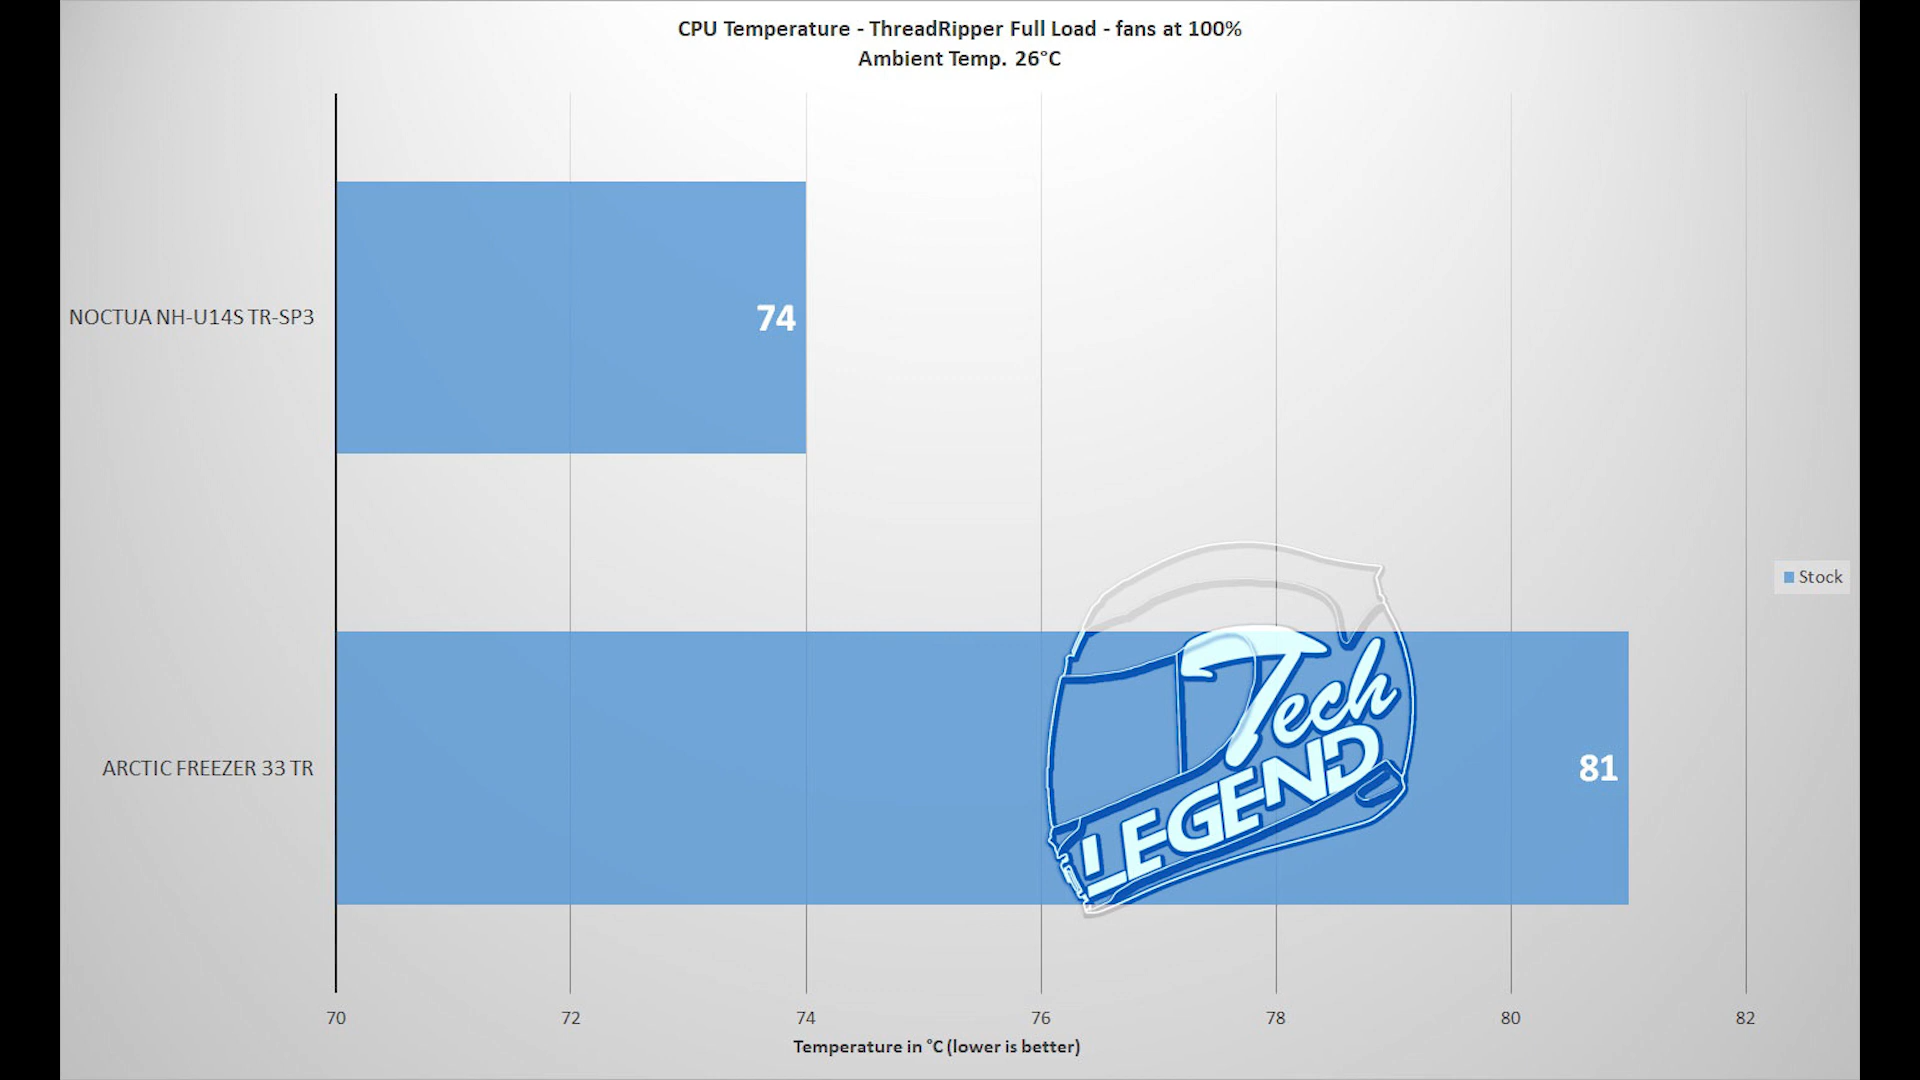 CPU Temperature - ThreadRipper Full Load - fans at 100%
Ambient Temp. 26°C
NOCTUA NH-U14S TR-SP3
74
Stock
Tech
LEGEND
ARCTIC FREEZER 33 TR
81
70 72 74 76 78 80 82
Temperature in °C (lower is better)